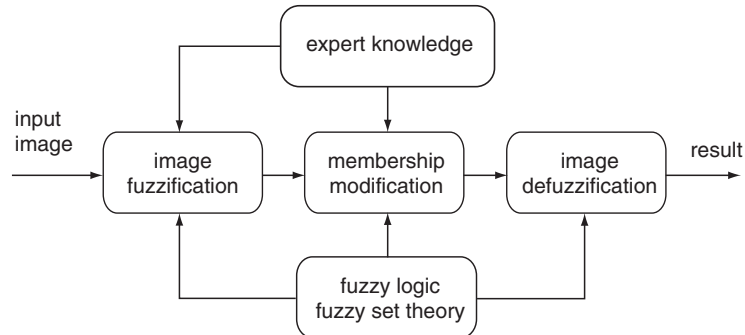 expert knowledge
input
image
image
fuzzification
membership
modification
image
defuzzification
result
fuzzy logic
fuzzy set theory